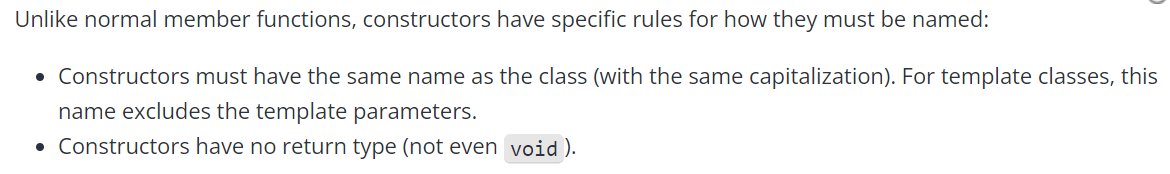 Unlike normal member functions, constructors have specific rules for how they must be named:
• Constructors must have the same name as the class (with the same capitalization). For template classes, this
name excludes the template parameters.
• Constructors have no return type (not even void).